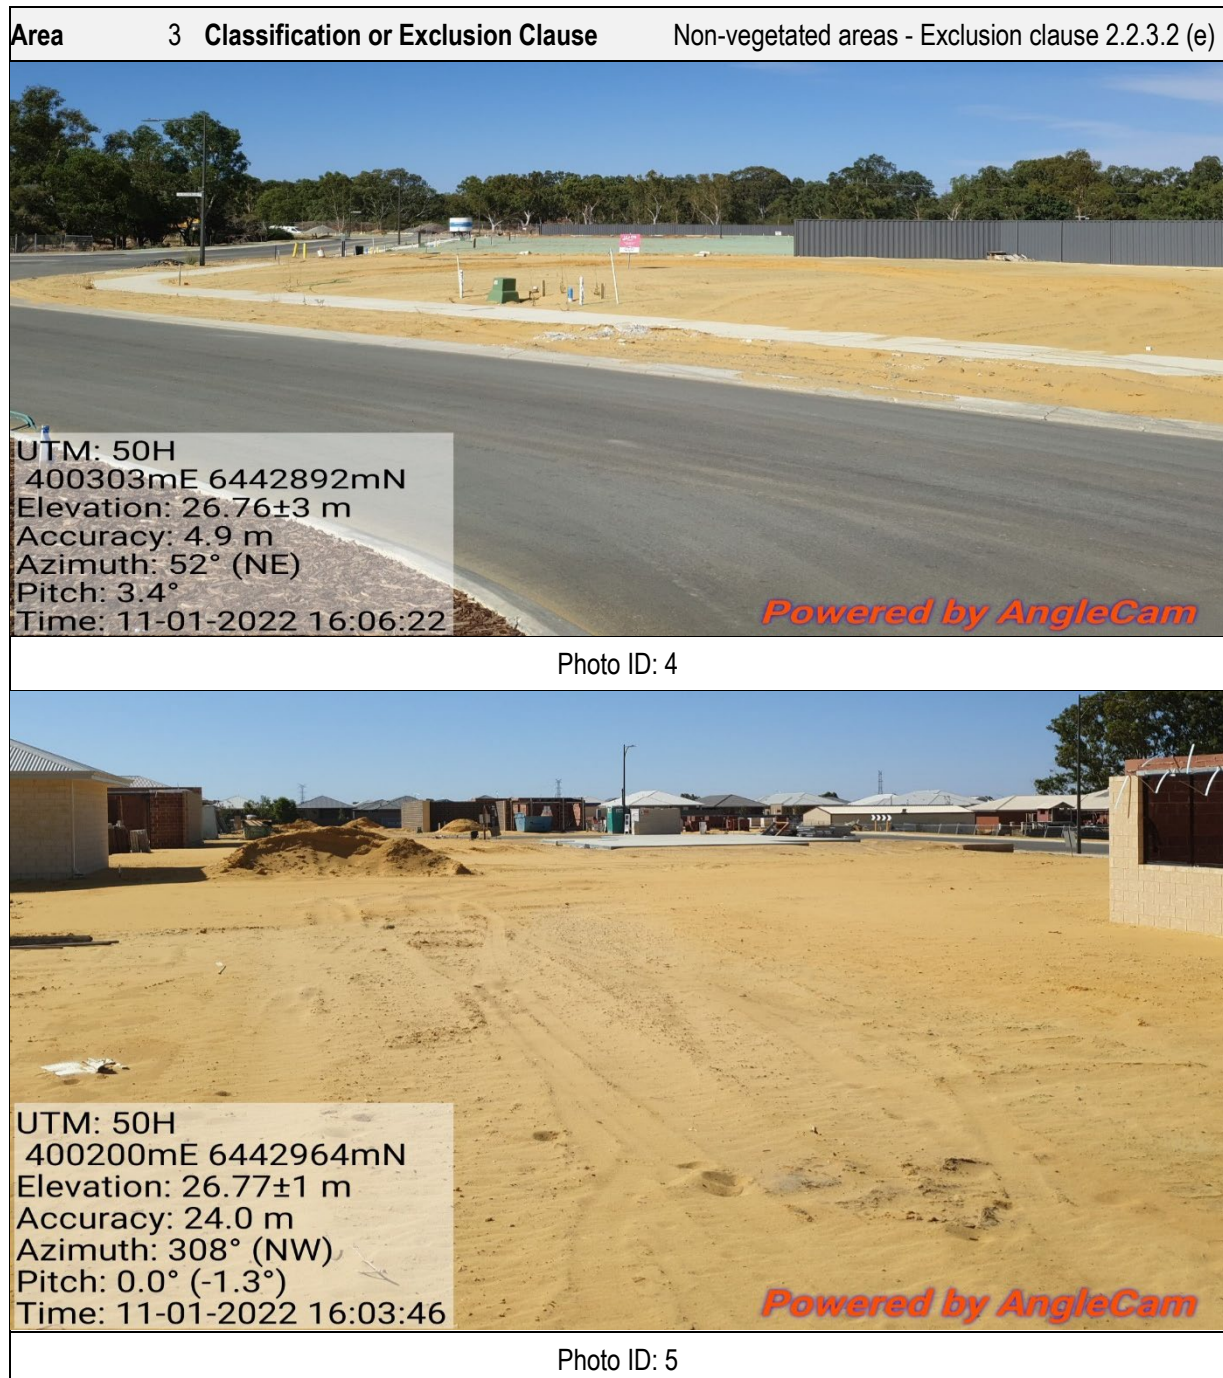 Area 3 Classification or Exclusion Clause Non-vegetated areas - Exclusion clause 2.2.3.2 (e)
UTM: 50H
400303mE 6442892mN
Elevation: 26.76±3 m
Accuracy: 4.9 m
Azimuth: 52° (NE)
Pitch: 3.4°
Time: 11-01-2022 16:06:22
Powered by AngleCam
Photo ID: 4
UTM: 50H
400200mE 6442964mN
Elevation: 26.77±1 m
Accuracy: 24.0 m
Azimuth: 308° (NW)
Pitch: 0.0° (-1.3°)
Time: 11-01-2022 16:03:46
Powered by AngleCam
Photo ID: 5